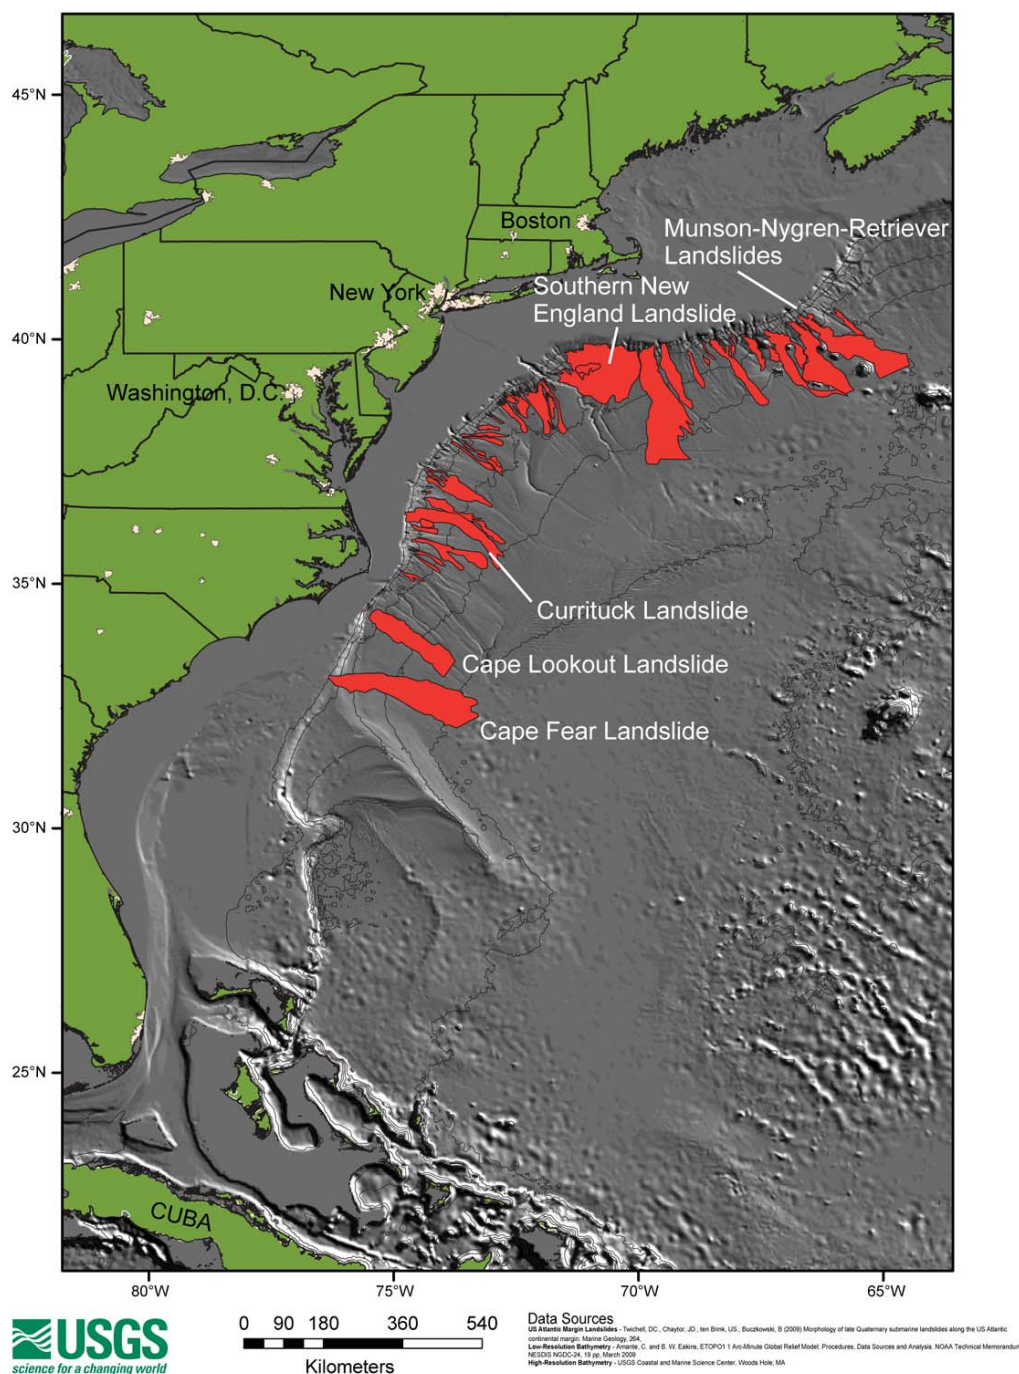 45°N
Boston
Munson-Nygren-Retriever
Landslides
New York
Southern New
England Landslide
40°N
Washington, D.C.
35°N
Currituck Landslide
Cape Lookout Landslide
Cape Fear Landslide
30°N
25°N
CUBA
80°W
75°W
70°W
65°W
USGS
science for a changing world
0 90 180 360 540
Kilometers
Data Sources
US Atlantic Margin Landslides - Twichell, DC., Chaytor, JD., ten Brink, US., Buczkowski, B (2009) Morphology of late Quaternary submarine landslides along the US Atlantic
continental margin. Marine Geology, 264,
Low-Resolution Bathymetry - Amante, C. and B. W. Eakins, ETOPO1 1 Arc-Minute Global Relief Model: Procedures, Data Sources and Analysis. NOAA Technical Memorandum
NESDIS NGDC-24, 19 pp, March 2009
High-Resolution Bathymetry - USGS Coastal and Marine Science Center, Woods Hole, MA